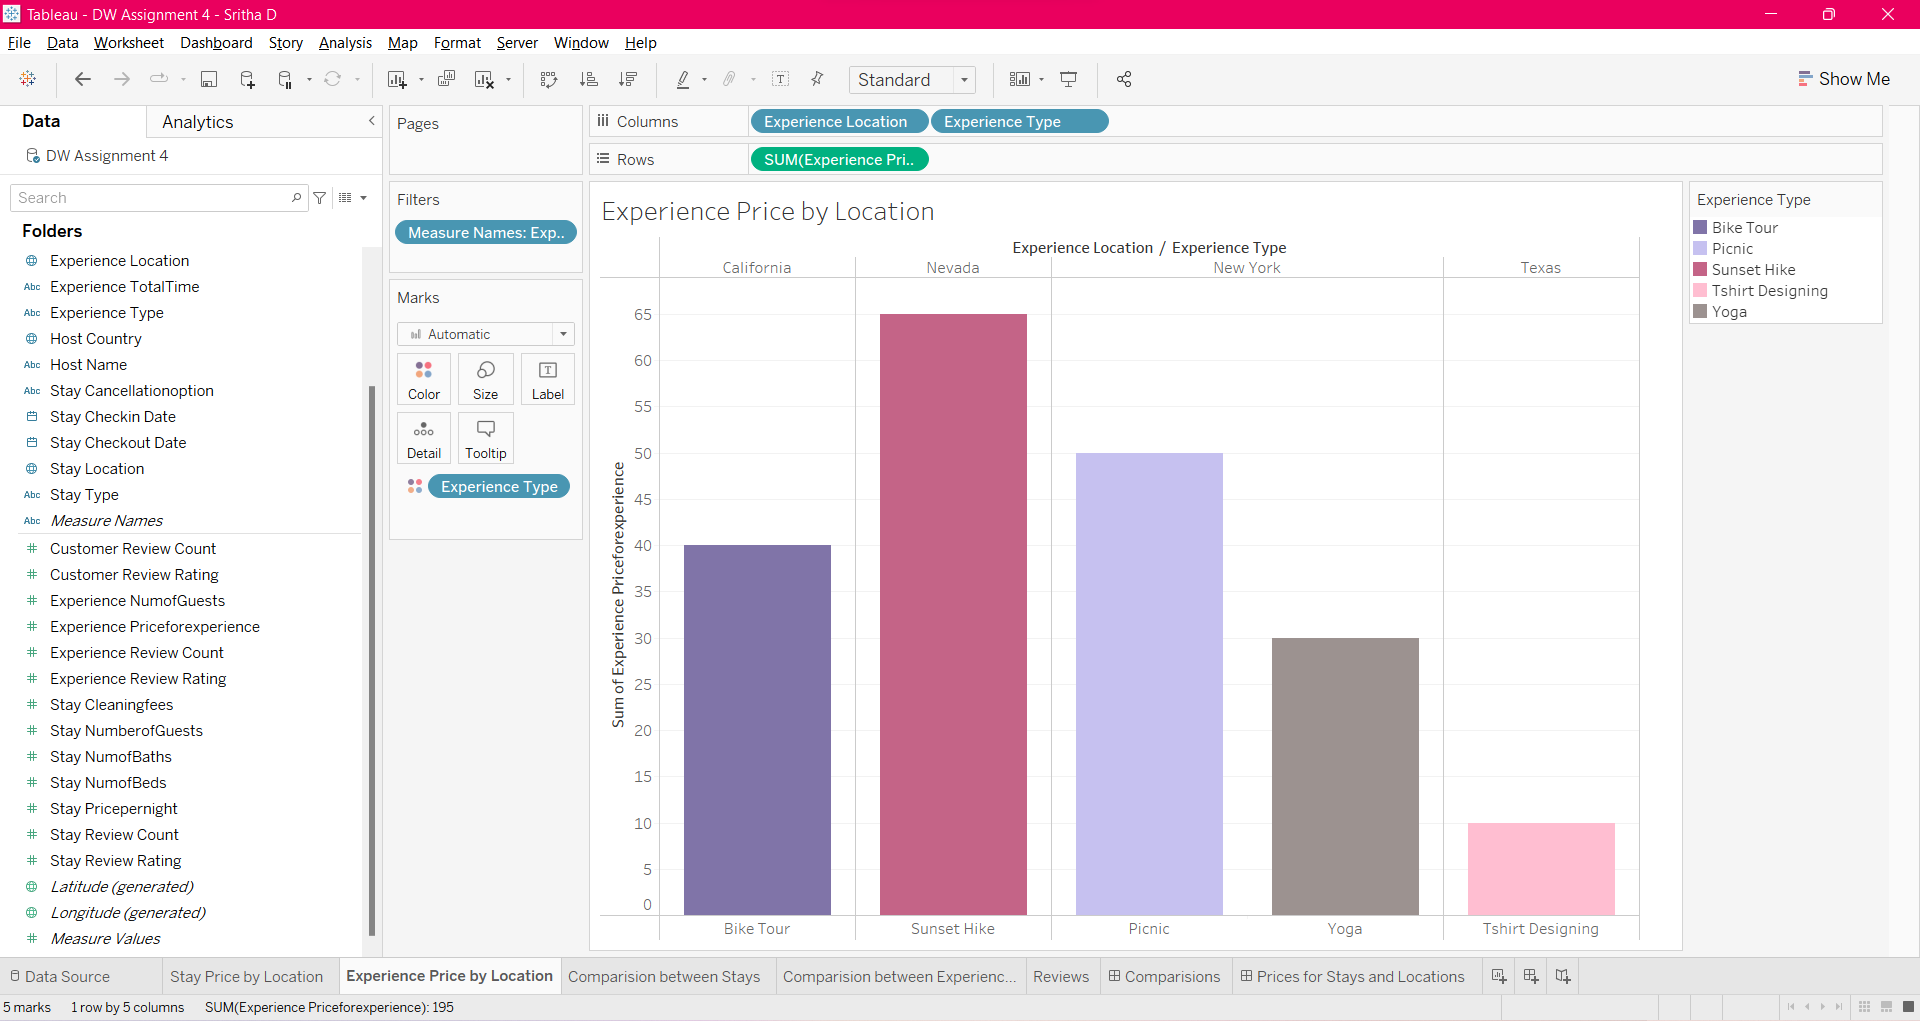 Tableau - DW Assignment 4 - Sritha D
File Data Worksheet Dashboard Story Analysis Map Format Server Window Help
Standard
Show Me
Data
Analytics
DW Assignment 4
Search
Folders
Experience Location
Abc Experience TotalTime
Abc Experience Type
Host Country
Abc Host Name
Abc Stay Cancellationoption
Stay Checkin Date
Stay Checkout Date
Stay Location
Abc Stay Type
Abc Measure Names
# Customer Review Count
# Customer Review Rating
# Experience NumofGuests
# Experience Priceforexperience
# Experience Review Count
# Experience Review Rating
# Stay Cleaningfees
# Stay NumberofGuests
# Stay NumofBaths
# Stay NumofBeds
# Stay Pricepernight
# Stay Review Count
# Stay Review Rating
Latitude (generated)
Longitude (generated)
# Measure Values
Pages
Filters
Measure Names: Exp..
Marks
Automatic
Color
Size
Label
Detail
Tooltip
Experience Type
Columns
Experience Location
Experience Type
Rows
SUM(Experience Pri..
Experience Price by Location
Experience Location / Experience Type
California
Nevada
New York
Texas
Sum of Experience Priceforexperience
65
60
55
50
45
40
35
30
25
20
15
10
5
0
Bike Tour
Sunset Hike
Picnic
Yoga
Tshirt Designing
Experience Type
Bike Tour
Picnic
Sunset Hike
Tshirt Designing
Yoga
Data Source
Stay Price by Location
Experience Price by Location
Comparision between Stays
Comparision between Experienc...
Reviews
Comparisions
Prices for Stays and Locations
5 marks
1 row by 5 columns
SUM(Experience Priceforexperience): 195